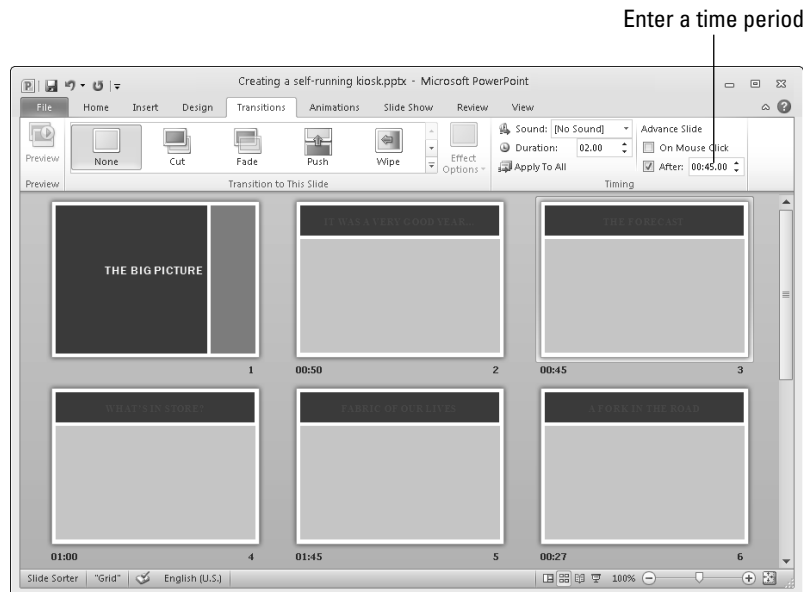 Enter a time period
Creating a self-running kiosk.pptx - Microsoft PowerPoint
File Home Insert Design Transitions Animations Slide Show Review View
Preview None Cut Fade Push Wipe Effect Options
Sound: [No Sound] Advance Slide
Duration: 02.00 On Mouse Click
Apply To All After: 00:45.00
Preview Transition to This Slide Timing
THE BIG PICTURE
IT WAS A VERY GOOD YEAR...
THE FORECAST
1 00:50 2 00:45 3
WHAT'S IN STORE?
FABRIC OF OUR LIVES
A FORK IN THE ROAD
01:00 4 01:45 5 00:27 6
Slide Sorter "Grid" English (U.S.) 100%